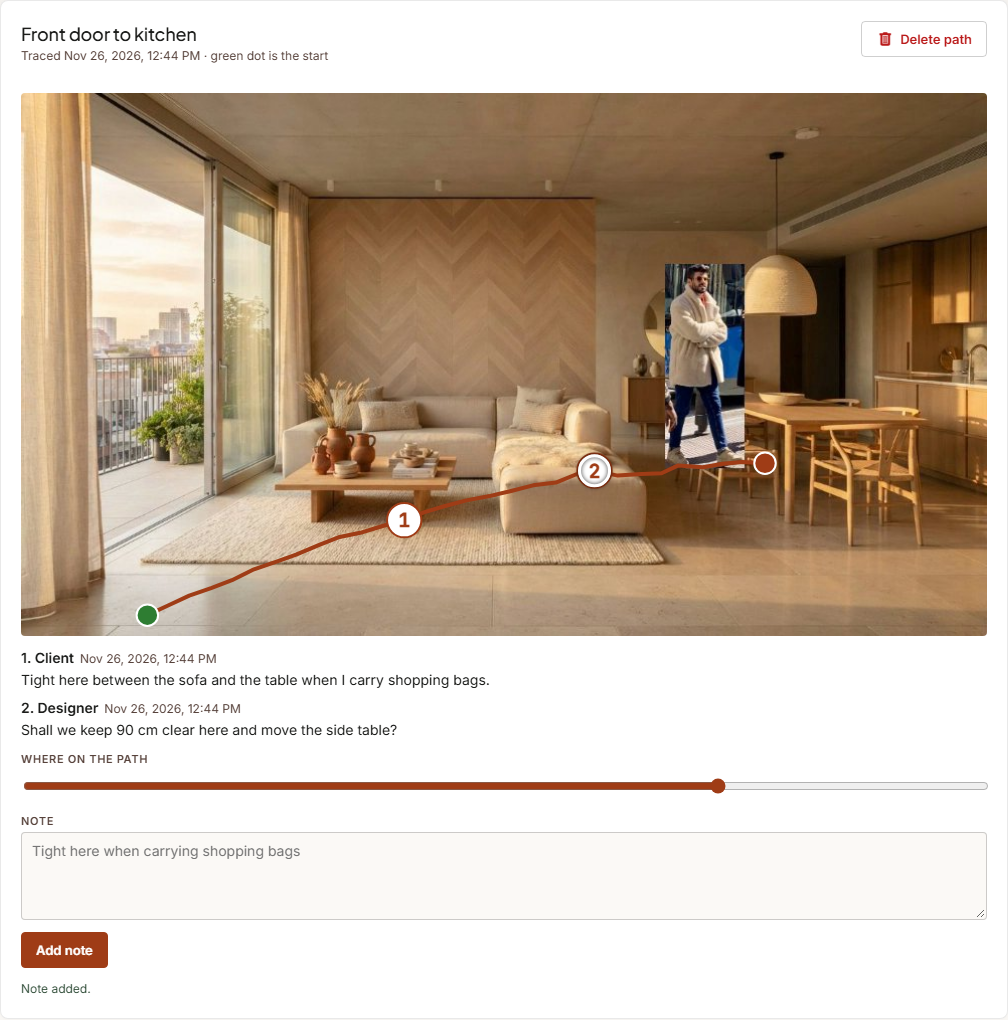 Front door to kitchen
Traced Nov 26, 2026, 12:44 PM · green dot is the start
Delete path
1
2
1. Client Nov 26, 2026, 12:44 PM
Tight here between the sofa and the table when I carry shopping bags.
2. Designer Nov 26, 2026, 12:44 PM
Shall we keep 90 cm clear here and move the side table?
WHERE ON THE PATH
NOTE
Tight here when carrying shopping bags
Add note
Note added.